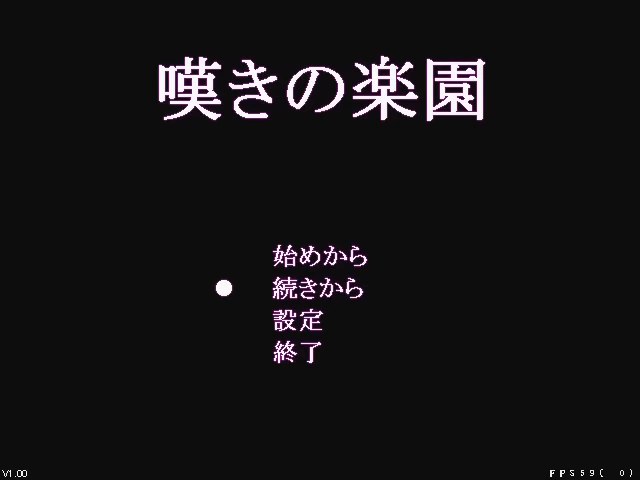 嘆きの楽園
始めから
続きから
設定
終了
V1.00
FPS59( 0)